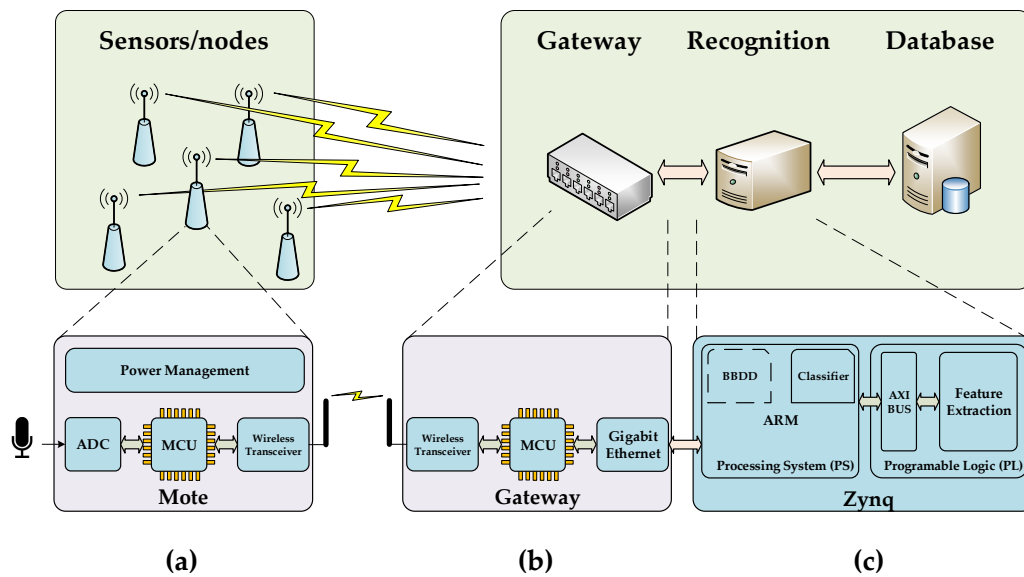 Sensors/nodes
Gateway
Recognition
Database
Power Management
ADC
MCU
Wireless
Transceiver
Mote
Wireless
Transceiver
MCU
Gigabit
Ethernet
Gateway
BBDD
Classifier
ARM
Processing System (PS)
AXI
BUS
Feature
Extraction
Programable Logic (PL)
Zynq
(a)
(b)
(c)